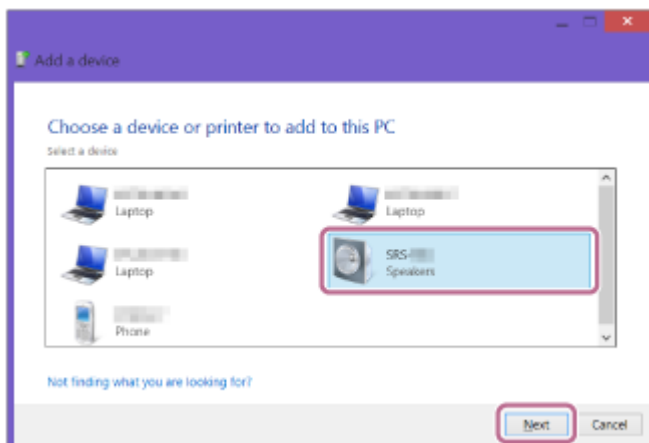 Add a device
Choose a device or printer to add to this PC
Select a device
Laptop
Laptop
Laptop
SRS-
Speakers
Phone
Not finding what you are looking for?
Next
Cancel